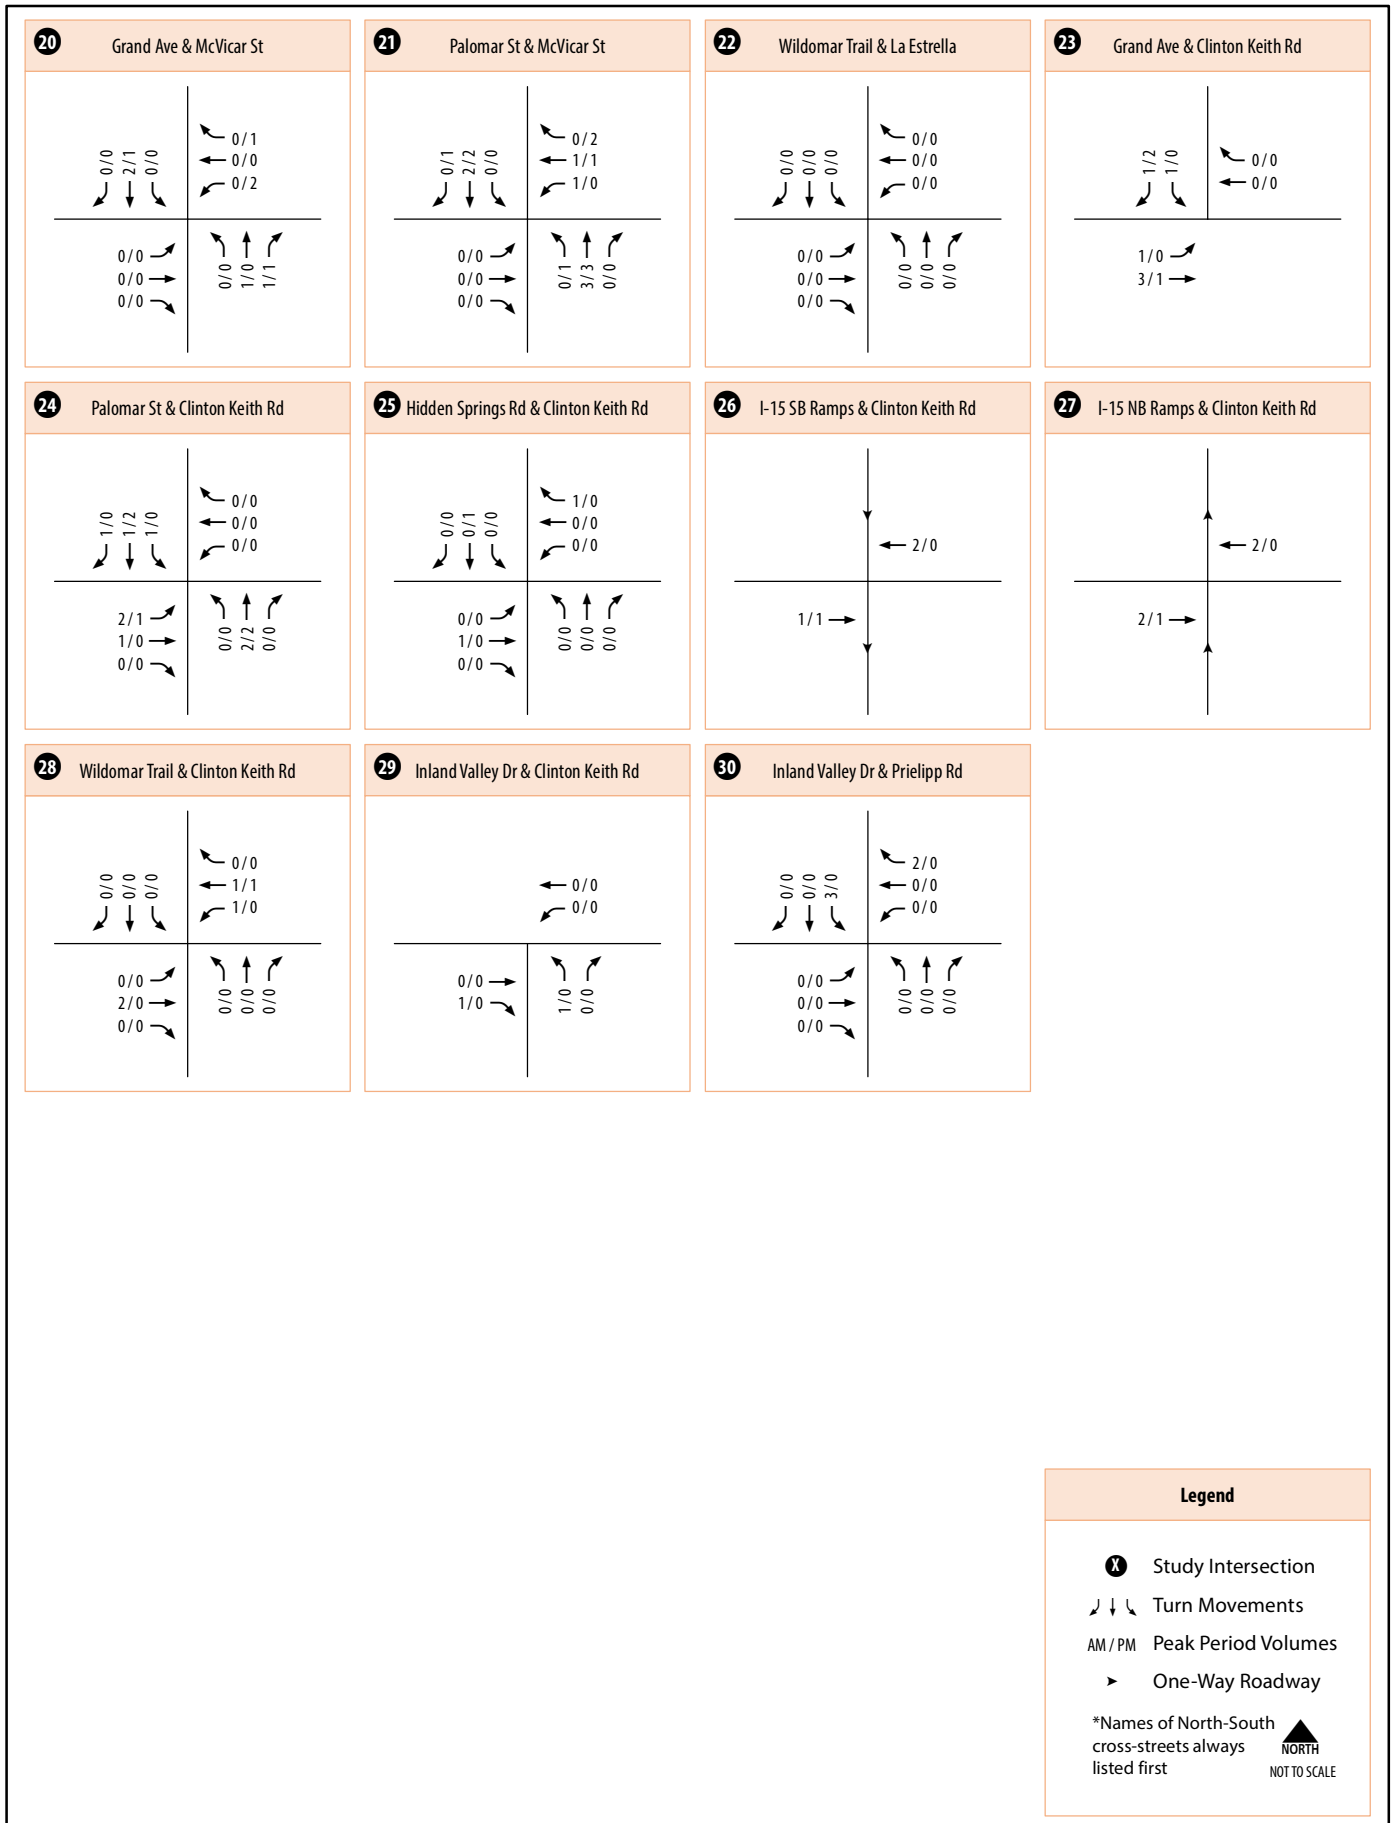 20 Grand Ave & McVicar St
0/0 2/1 0/0
0/1
0/0
0/2
0/0
0/0
0/0
0/0 1/0 1/1
21 Palomar St & McVicar St
0/1 2/2 0/0
0/2
1/1
1/0
0/0
0/0
0/0
0/1 3/3 0/0
22 Wildomar Trail & La Estrella
0/0 0/0 0/0
0/0
0/0
0/0
0/0
0/0
0/0
0/0 0/0 0/0
23 Grand Ave & Clinton Keith Rd
1/2 1/0
0/0
0/0
1/0
3/1
24 Palomar St & Clinton Keith Rd
1/0 1/2 1/0
0/0
0/0
0/0
2/1
1/0
0/0
0/0 2/2 0/0
25 Hidden Springs Rd & Clinton Keith Rd
0/0 0/1 0/0
1/0
0/0
0/0
0/0
1/0
0/0
0/0 0/0 0/0
26 I-15 SB Ramps & Clinton Keith Rd
2/0
1/1
27 I-15 NB Ramps & Clinton Keith Rd
2/0
2/1
28 Wildomar Trail & Clinton Keith Rd
0/0 0/0 0/0
0/0
1/1
1/0
0/0
2/0
0/0
0/0 0/0 0/0
29 Inland Valley Dr & Clinton Keith Rd
0/0
0/0
0/0
1/0
1/0 0/0
30 Inland Valley Dr & Prielipp Rd
0/0 0/0 3/0
2/0
0/0
0/0
0/0
0/0
0/0
0/0 0/0 0/0
Legend
X Study Intersection
Turn Movements
AM / PM Peak Period Volumes
One-Way Roadway
*Names of North-South
cross-streets always
listed first
NORTH
NOT TO SCALE